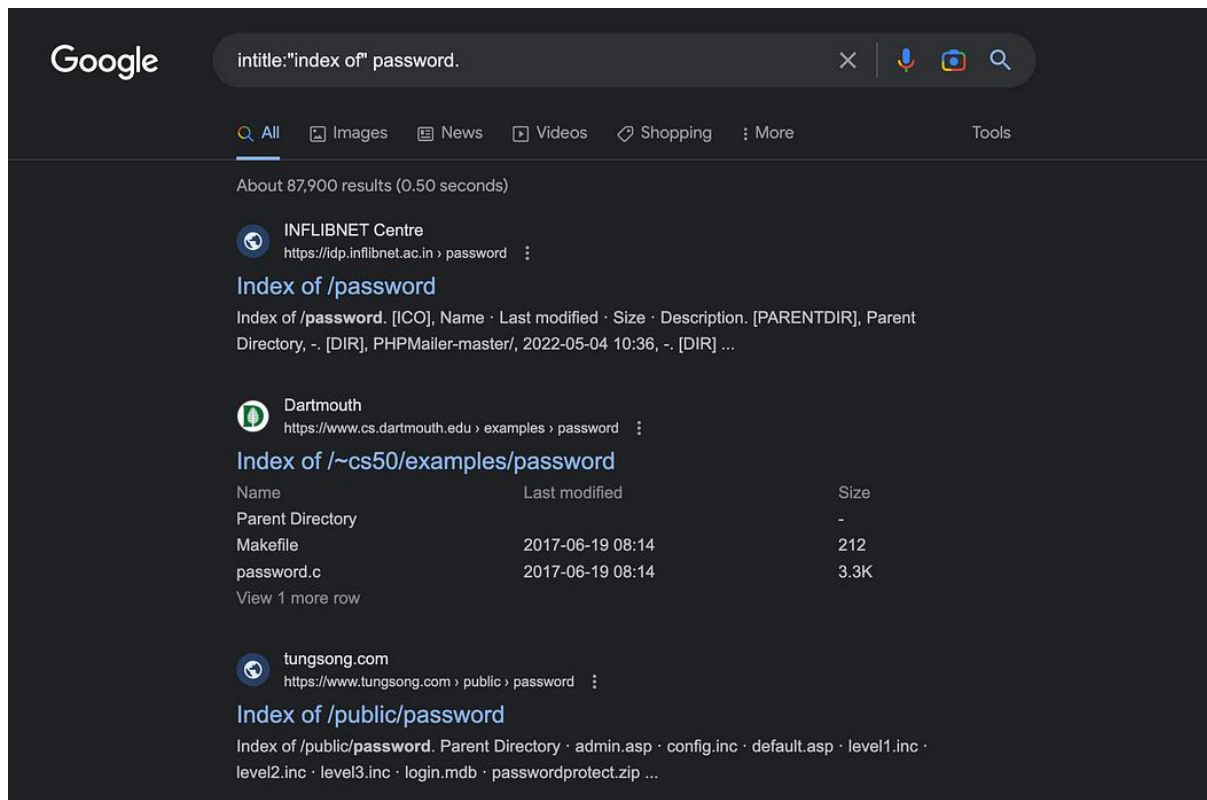 Google
intitle:"index of" password.
All Images News Videos Shopping More Tools
About 87,900 results (0.50 seconds)
INFLIBNET Centre
https://idp.inflibnet.ac.in › password
Index of /password
Index of /password. [ICO], Name · Last modified · Size · Description. [PARENTDIR], Parent
Directory, -. [DIR], PHPMailer-master/, 2022-05-04 10:36, -. [DIR] ...
Dartmouth
https://www.cs.dartmouth.edu › examples › password
Index of /~cs50/examples/password
Name Last modified Size
Parent Directory -
Makefile 2017-06-19 08:14 212
password.c 2017-06-19 08:14 3.3K
View 1 more row
tungsong.com
https://www.tungsong.com › public › password
Index of /public/password
Index of /public/password. Parent Directory · admin.asp · config.inc · default.asp · level1.inc ·
level2.inc · level3.inc · login.mdb · passwordprotect.zip ...